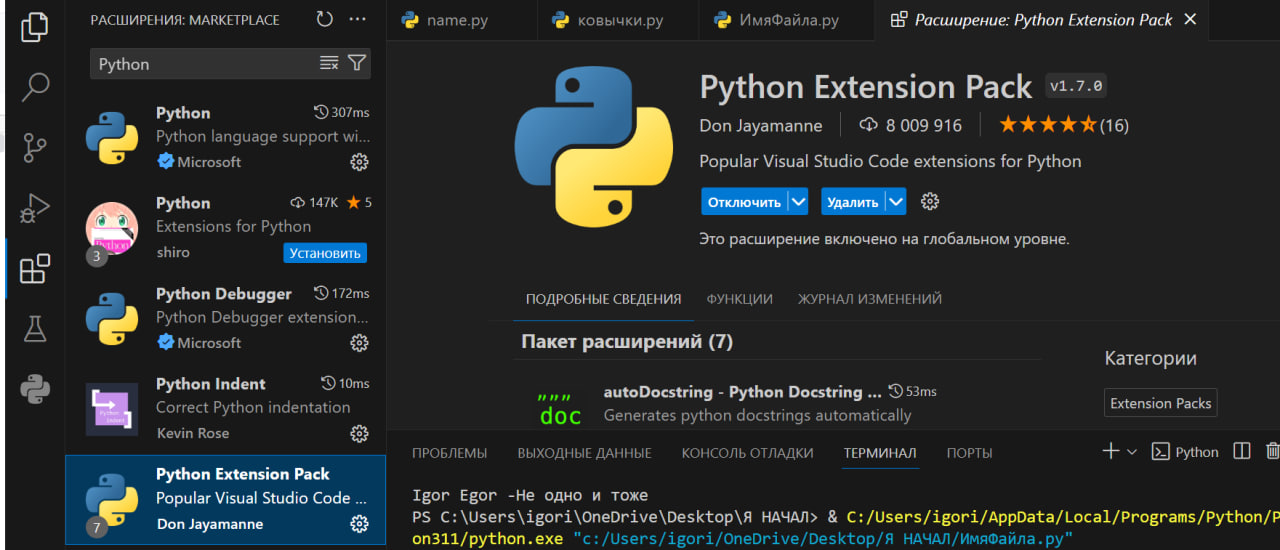 РАСШИРЕНИЯ: MARKETPLACE
Python
Python 307ms
Python language support wi...
Microsoft
Python 147K 5
Extensions for Python
shiro Установить
3
Python Debugger 172ms
Python Debugger extension...
Microsoft
Python Indent 10ms
Correct Python indentation
Kevin Rose
Python Extension Pack
Popular Visual Studio Code ...
Don Jayamanne
7
name.py ковычки.py ИмяФайла.py Расширение: Python Extension Pack
Python Extension Pack v1.7.0
Don Jayamanne 8 009 916 (16)
Popular Visual Studio Code extensions for Python
Отключить Удалить
Это расширение включено на глобальном уровне.
ПОДРОБНЫЕ СВЕДЕНИЯ ФУНКЦИИ ЖУРНАЛ ИЗМЕНЕНИЙ
Пакет расширений (7)
"""
doc
autoDocstring - Python Docstring ... 53ms
Generates python docstrings automatically
Категории
Extension Packs
ПРОБЛЕМЫ ВЫХОДНЫЕ ДАННЫЕ КОНСОЛЬ ОТЛАДКИ ТЕРМИНАЛ ПОРТЫ Python
Igor Egor -Не одно и тоже
PS C:\Users\igori\OneDrive\Desktop\Я НАЧАЛ> & C:/Users/igori/AppData/Local/Programs/Python/P
on311/python.exe "c:/Users/igori/OneDrive/Desktop/Я НАЧАЛ/ИмяФайла.py"